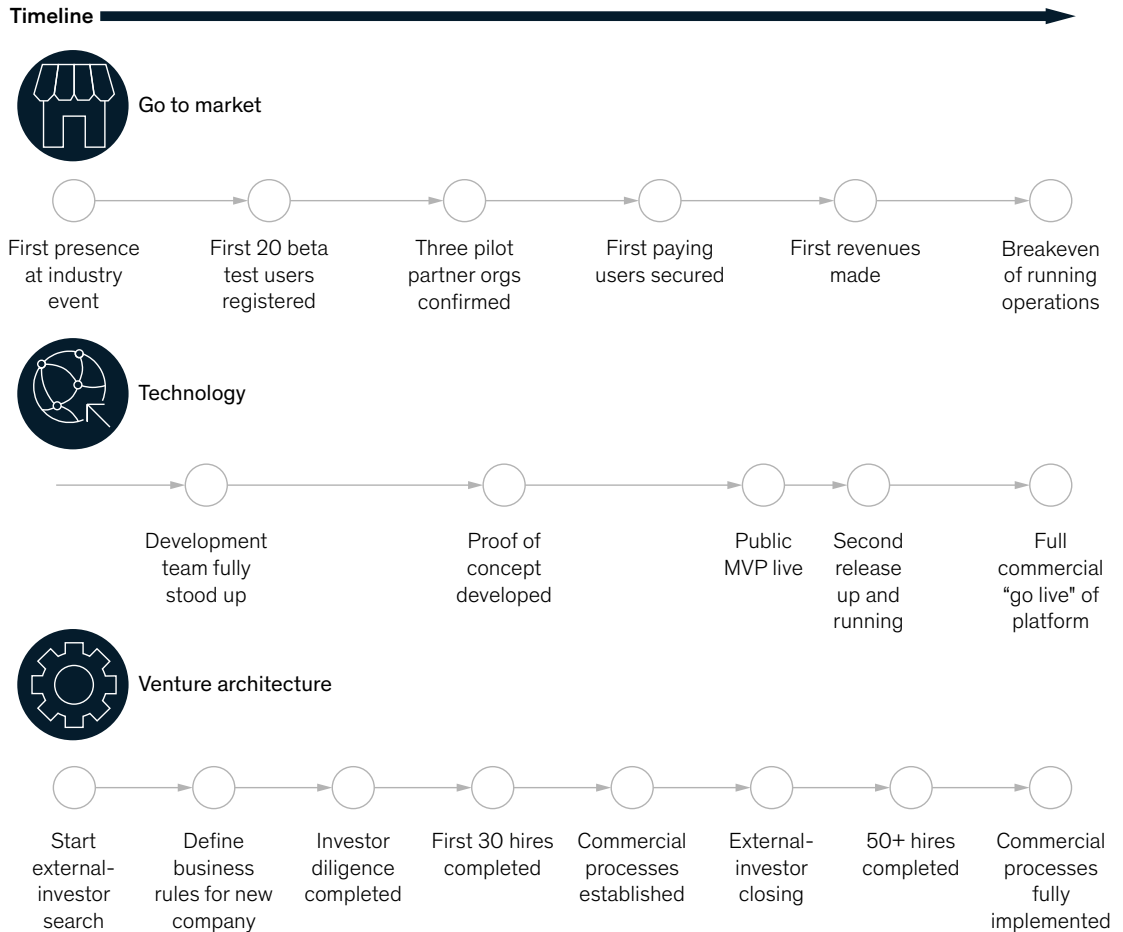 Timeline
Go to market
First presence
at industry
event
First 20 beta
test users
registered
Three pilot
partner orgs
confirmed
First paying
users secured
First revenues
made
Breakeven
of running
operations
Technology
Development
team fully
stood up
Proof of
concept
developed
Public
MVP live
Second
release
up and
running
Full
commercial
“go live" of
platform
Venture architecture
Start
external-
investor
search
Define
business
rules for new
company
Investor
diligence
completed
First 30 hires
completed
Commercial
processes
established
External-
investor
closing
50+ hires
completed
Commercial
processes
fully
implemented